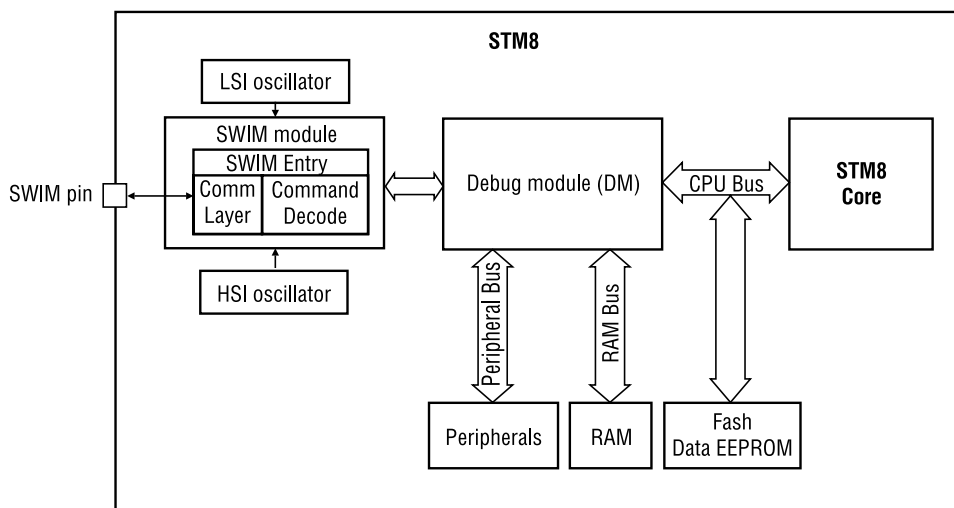 STM8
LSI oscillator
SWIM module
SWIM Entry
Comm
Layer
Command
Decode
SWIM pin
HSI oscillator
Debug module (DM)
CPU Bus
STM8
Core
Peripheral Bus
RAM Bus
Peripherals
RAM
Fash
Data EEPROM